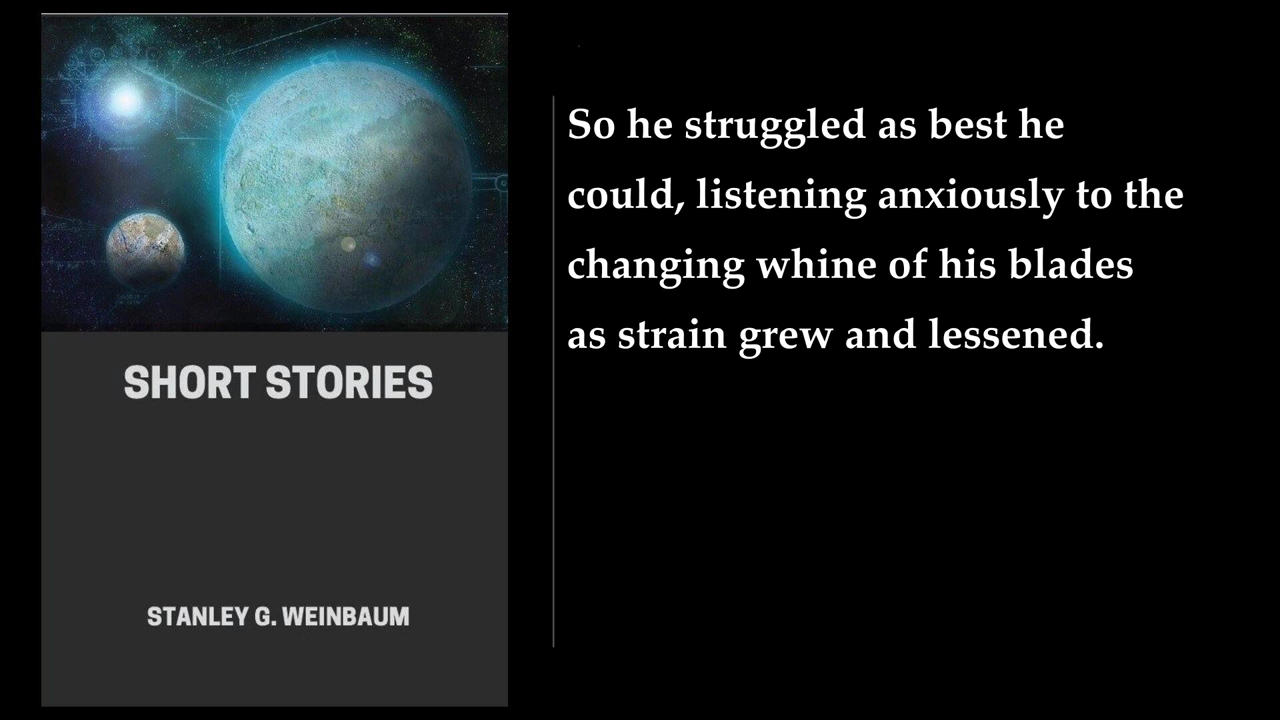 SHORT STORIES
STANLEY G. WEINBAUM
So he struggled as best he
could, listening anxiously to the
changing whine of his blades
as strain grew and lessened.